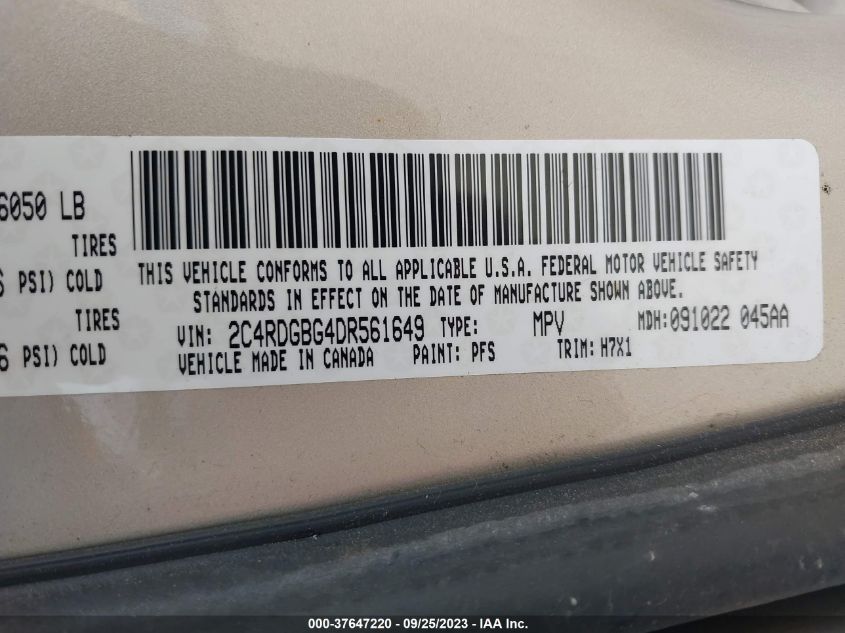 6050 LB
TIRES
PSI) COLD
TIRES
6 PSI) COLD
THIS VEHICLE CONFORMS TO ALL APPLICABLE U.S.A. FEDERAL MOTOR VEHICLE SAFETY
STANDARDS IN EFFECT ON THE DATE OF MANUFACTURE SHOWN ABOVE.
VIN: 2C4RDGBG4DR561649 TYPE: MPV MDH:091022 045AA
VEHICLE MADE IN CANADA PAINT: PFS TRIM: H7X1
000-37647220 - 09/25/2023 - IAA Inc.